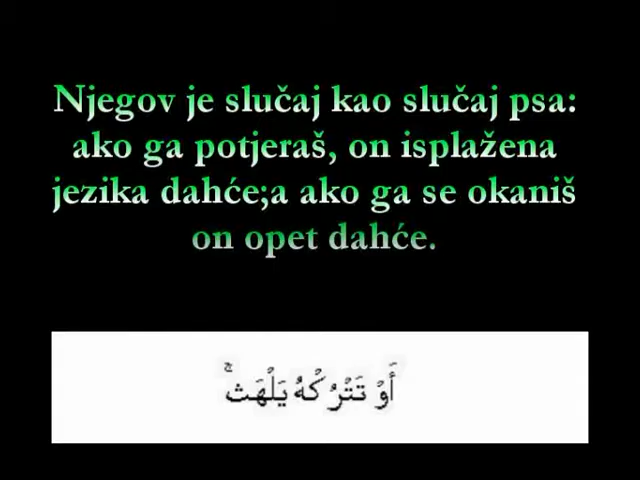 Njegov je slučaj kao slučaj psa:
ako ga potjeraš, on isplažena
jezika dahće;a ako ga se okaniš
on opet dahće.
أَوْ تَتْرُكْهُ يَلْهَث ۚ